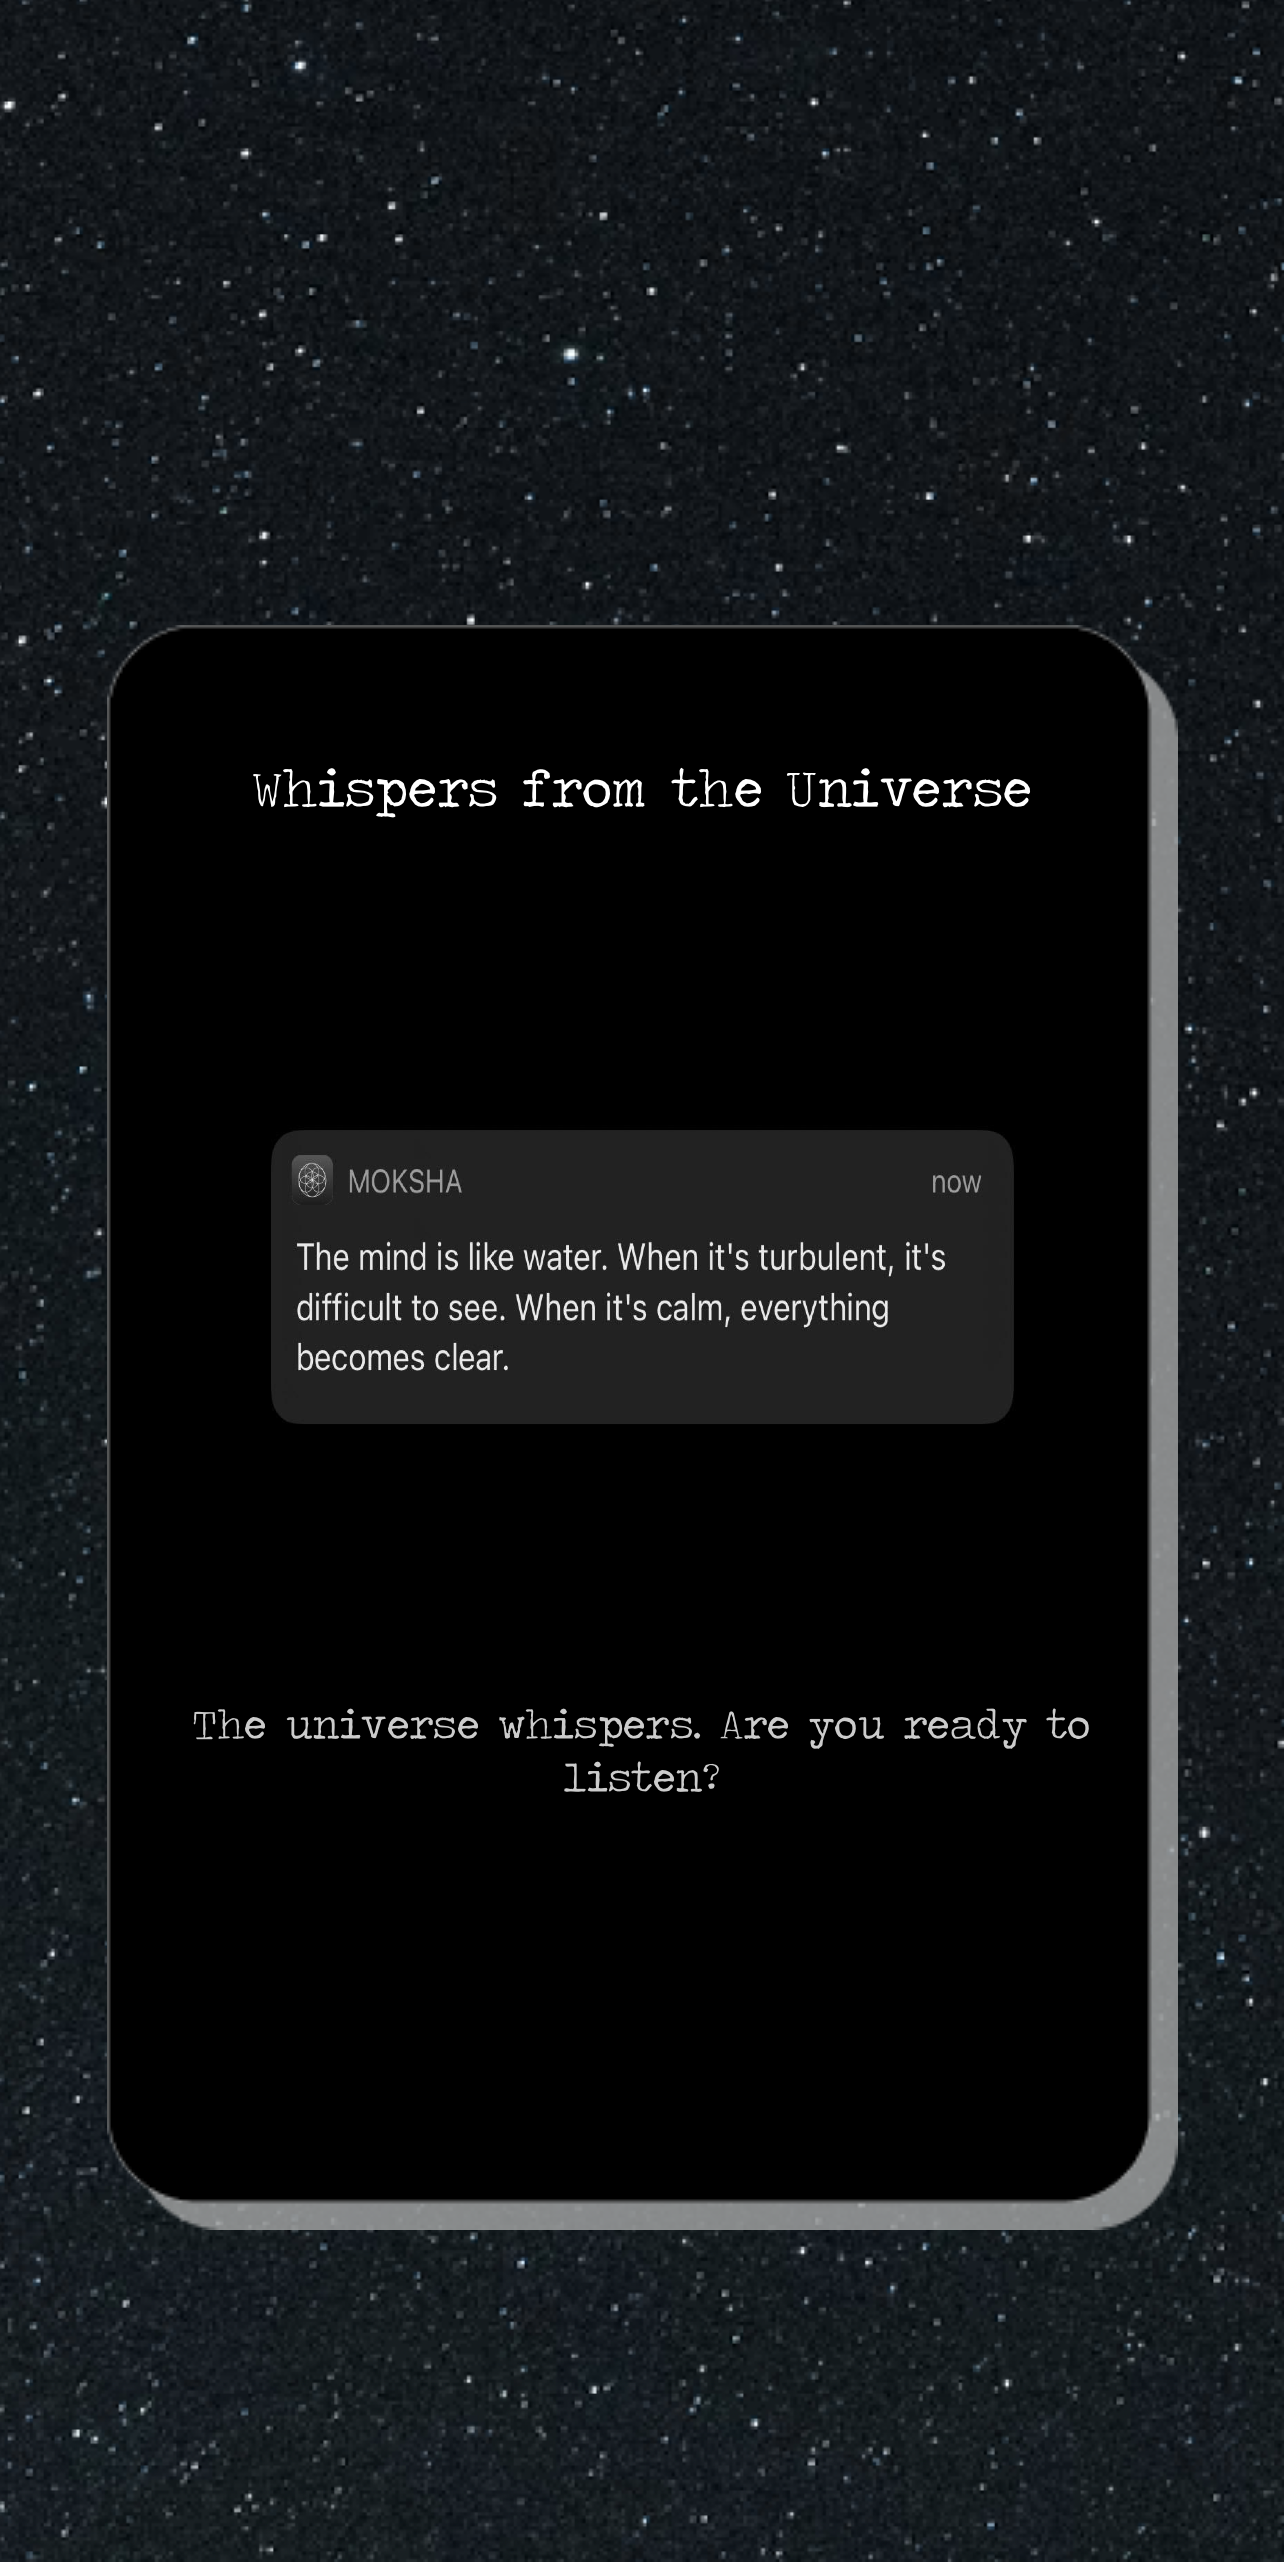 Whispers from the Universe
MOKSHA
now
The mind is like water. When it's turbulent, it's
difficult to see. When it's calm, everything
becomes clear.
The universe whispers. Are you ready to
listen?